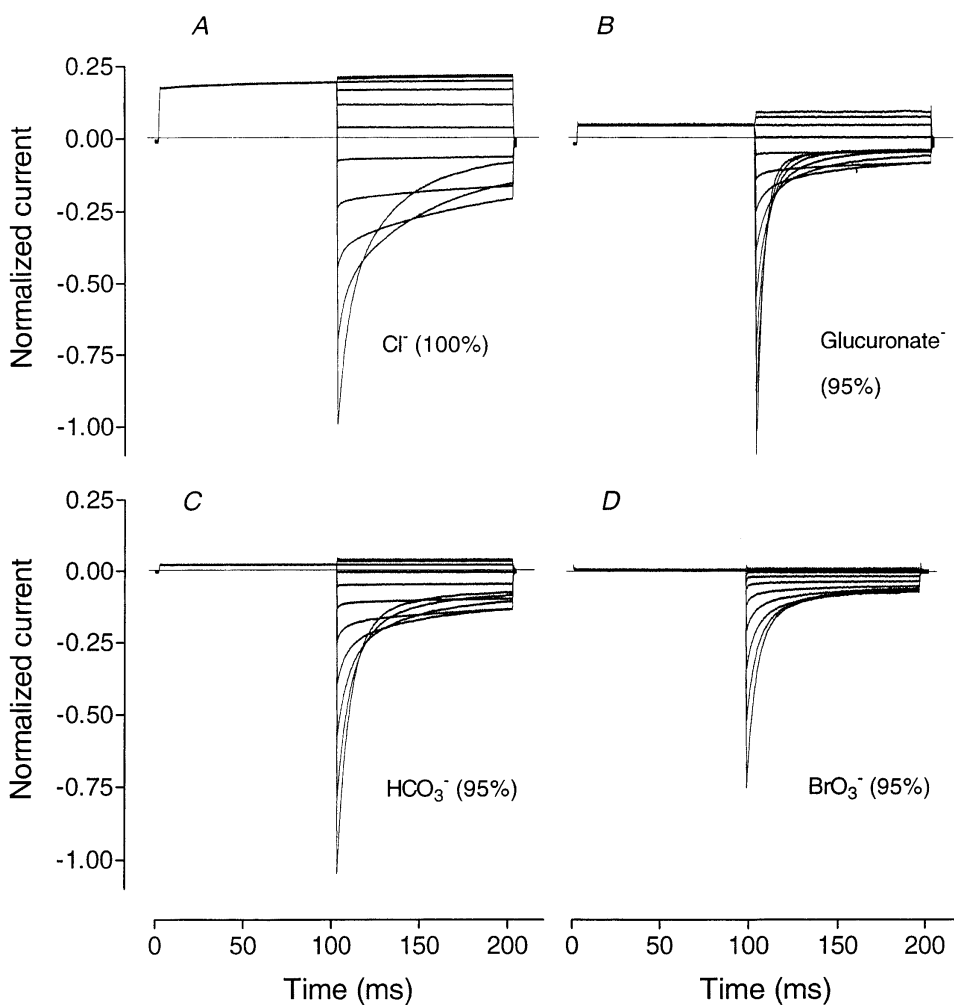 A
B
Normalized current
0.25
0.00
-0.25
-0.50
-0.75
-1.00
Cl⁻ (100%)
Glucuronate⁻
(95%)
C
D
Normalized current
0.25
0.00
-0.25
-0.50
-0.75
-1.00
HCO₃⁻ (95%)
BrO₃⁻ (95%)
0 50 100 150 200
0 50 100 150 200
Time (ms)
Time (ms)